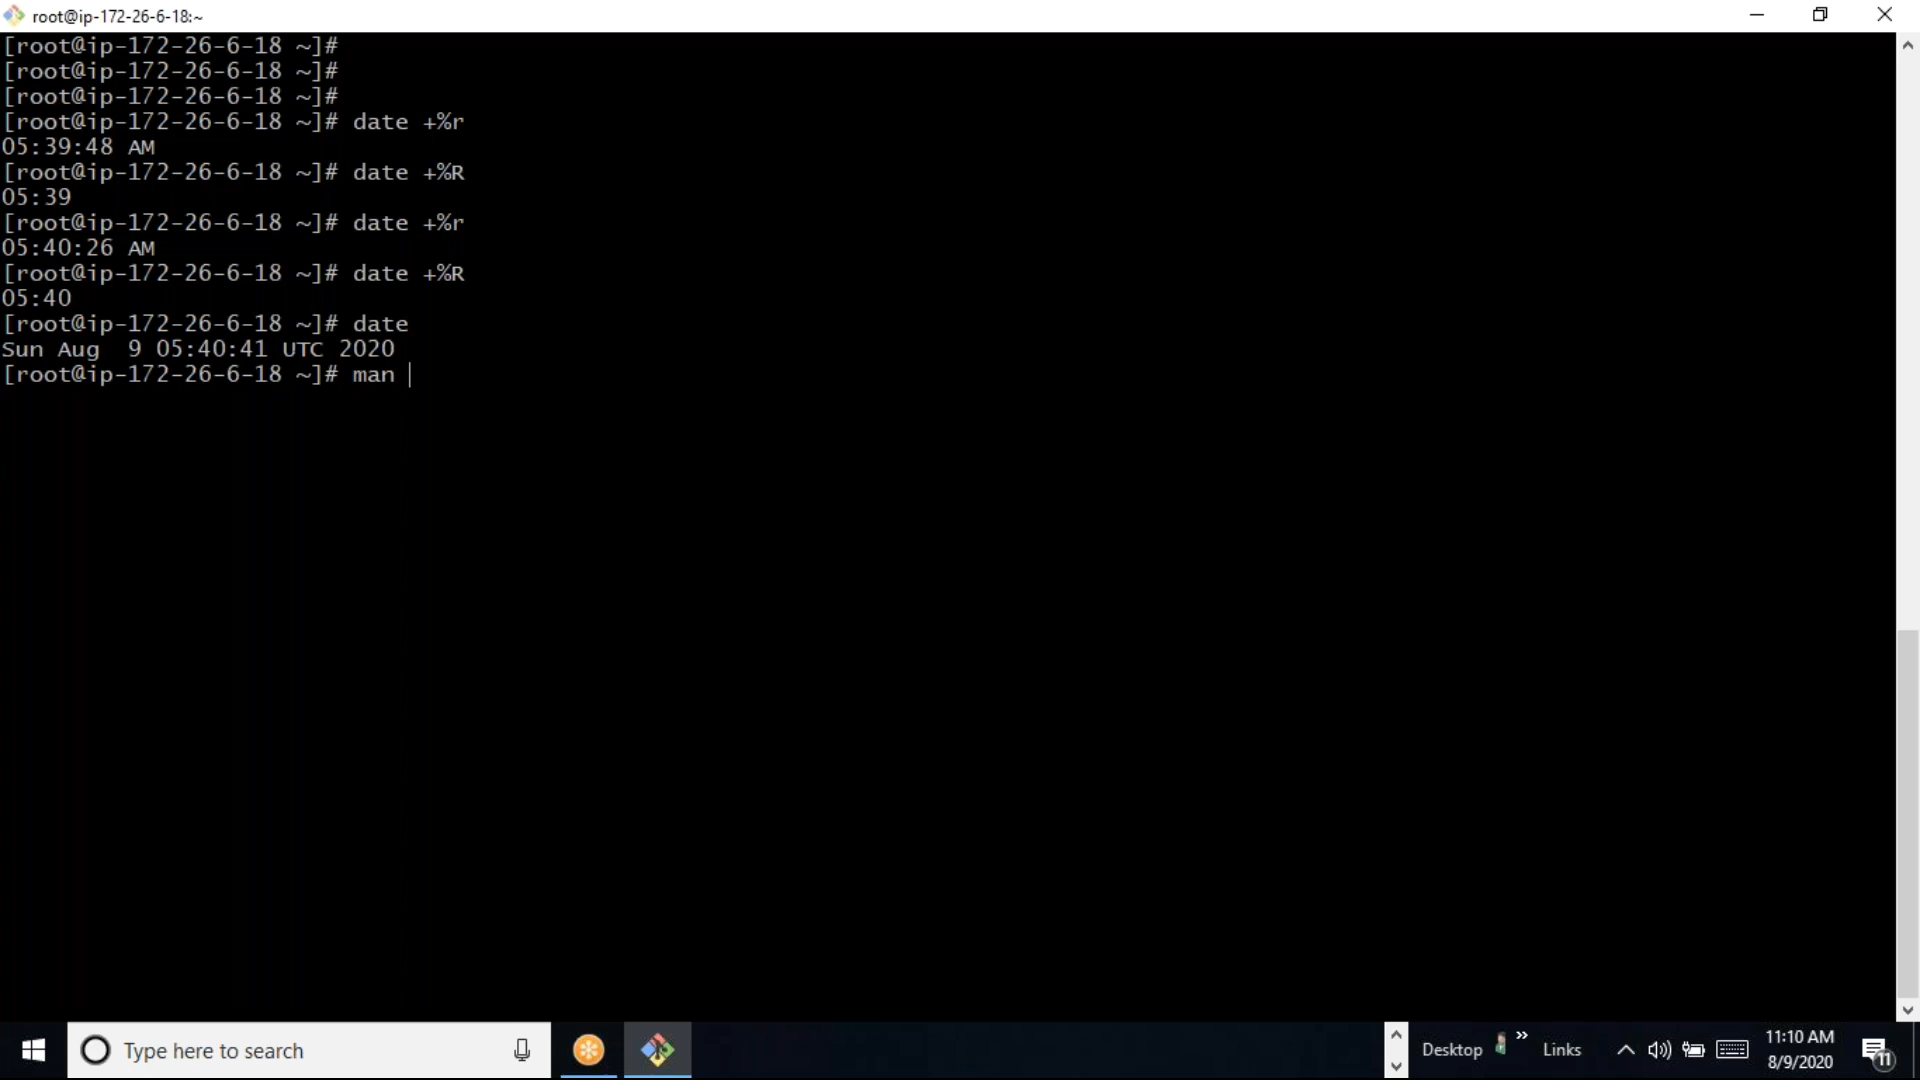 root@ip-172-26-6-18:~
[root@ip-172-26-6-18 ~]#
[root@ip-172-26-6-18 ~]#
[root@ip-172-26-6-18 ~]#
[root@ip-172-26-6-18 ~]# date +%r
05:39:48 AM
[root@ip-172-26-6-18 ~]# date +%R
05:39
[root@ip-172-26-6-18 ~]# date +%r
05:40:26 AM
[root@ip-172-26-6-18 ~]# date +%R
05:40
[root@ip-172-26-6-18 ~]# date
Sun Aug  9 05:40:41 UTC 2020
[root@ip-172-26-6-18 ~]# man
Type here to search
Desktop » Links
11:10 AM
8/9/2020
11